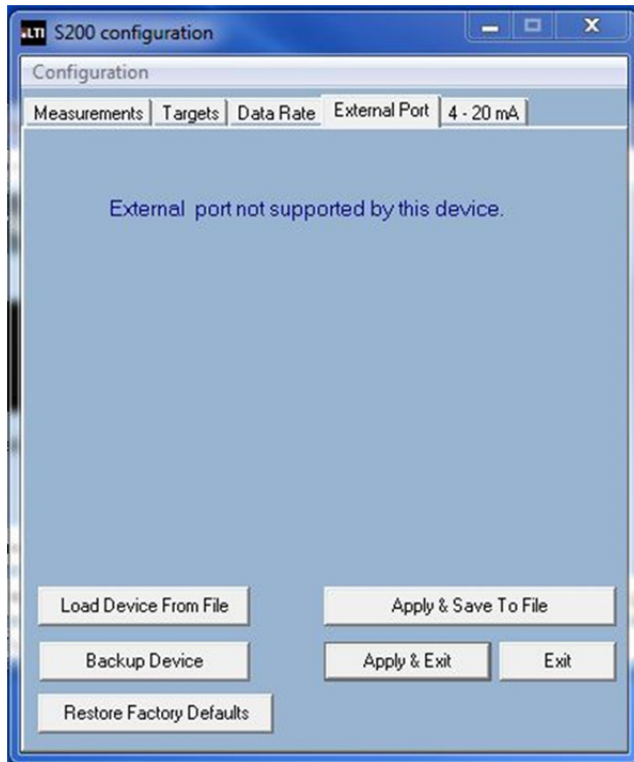 LTI S200 configuration
Configuration
Measurements Targets Data Rate External Port 4 - 20 mA
External port not supported by this device.
Load Device From File Apply & Save To File
Backup Device Apply & Exit Exit
Restore Factory Defaults